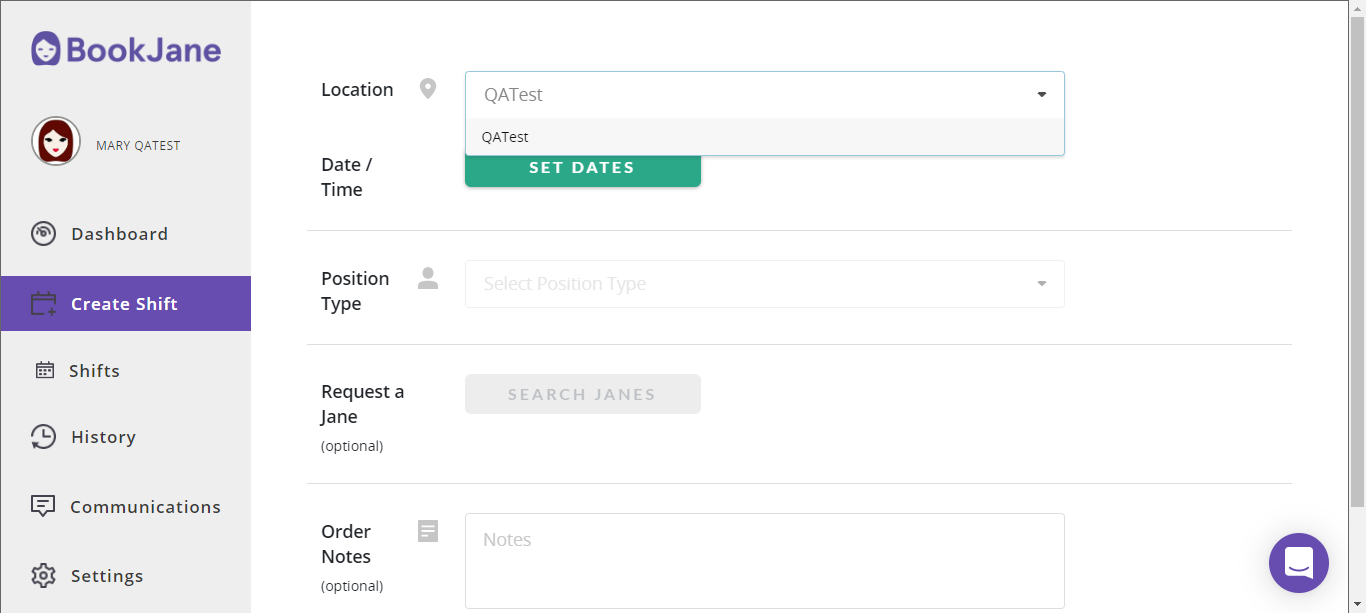 BookJane
MARY QATEST
Dashboard
Create Shift
Shifts
History
Communications
Settings
Location
QATest
QATest
Date /
Time
SET DATES
Position
Type
Select Position Type
Request a
Jane
(optional)
SEARCH JANES
Order
Notes
(optional)
Notes